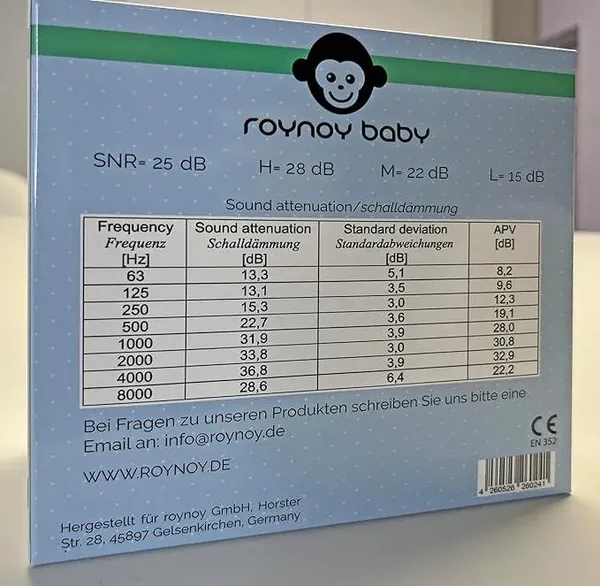 roynoy baby
SNR= 25 dB H= 28 dB M= 22 dB L= 15 dB
Sound attenuation/schalldämmung
Frequency Sound attenuation Standard deviation APV
Frequenz Schalldämmung Standardabweichungen [dB]
[Hz] [dB] [dB]
63 13,3 5,1 8,2
125 13,1 3,5 9,6
250 15,3 3,0 12,3
500 22,7 3,6 19,1
1000 31,9 3,9 28,0
2000 33,8 3,0 30,8
4000 36,8 3,9 32,9
8000 28,6 6,4 22,2
Bei Fragen zu unseren Produkten schreiben Sie uns bitte eine
Email an: info@roynoy.de
CE
EN 352
WWW.ROYNOY.DE
4 260526 260241
Hergestellt für roynoy GmbH, Horster
Str. 28, 45897 Gelsenkirchen, Germany